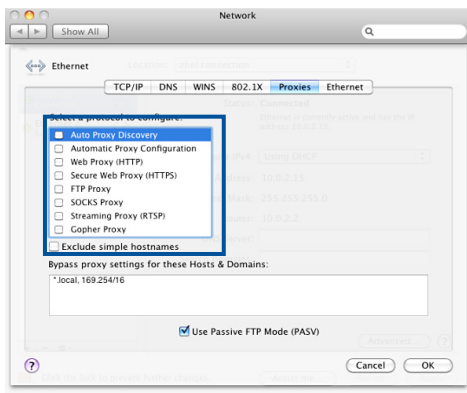 Network
Show All
Ethernet
TCP/IP DNS WINS 802.1X Proxies Ethernet
Select a protocol to configure:
Auto Proxy Discovery
Automatic Proxy Configuration
Web Proxy (HTTP)
Secure Web Proxy (HTTPS)
FTP Proxy
SOCKS Proxy
Streaming Proxy (RTSP)
Gopher Proxy
Exclude simple hostnames
Bypass proxy settings for these Hosts & Domains:
*.local, 169.254/16
Use Passive FTP Mode (PASV)
Advanced...
?
Cancel OK